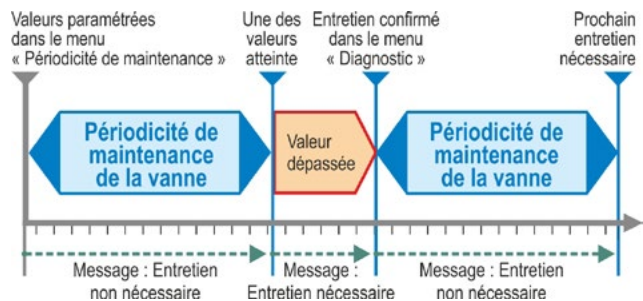 Valeurs paramétrées
dans le menu
« Périodicité de maintenance »
Une des
valeurs
atteinte
Entretien confirmé
dans le menu
« Diagnostic »
Prochain
entretien
nécessaire
Périodicité de
maintenance
de la vanne
Valeur
dépassée
Périodicité de
maintenance
de la vanne
Message : Entretien
non nécessaire
Message :
Entretien nécessaire
Message : Entretien
non nécessaire